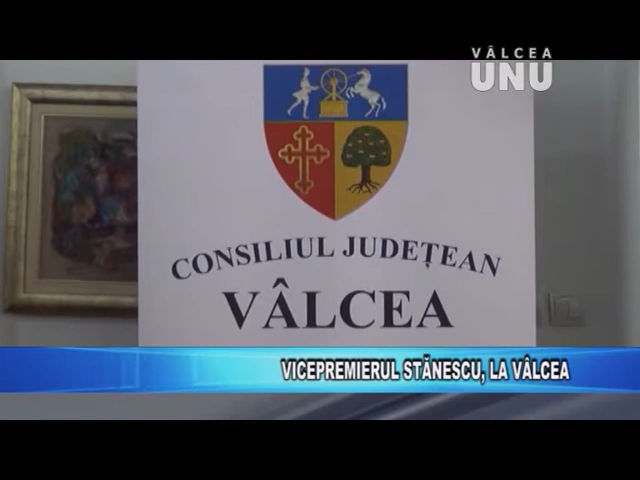 VÂLCEA
UNU
CONSILIUL JUDEȚEAN
VÂLCEA
VICEPREMIERUL STĂNESCU, LA VÂLCEA